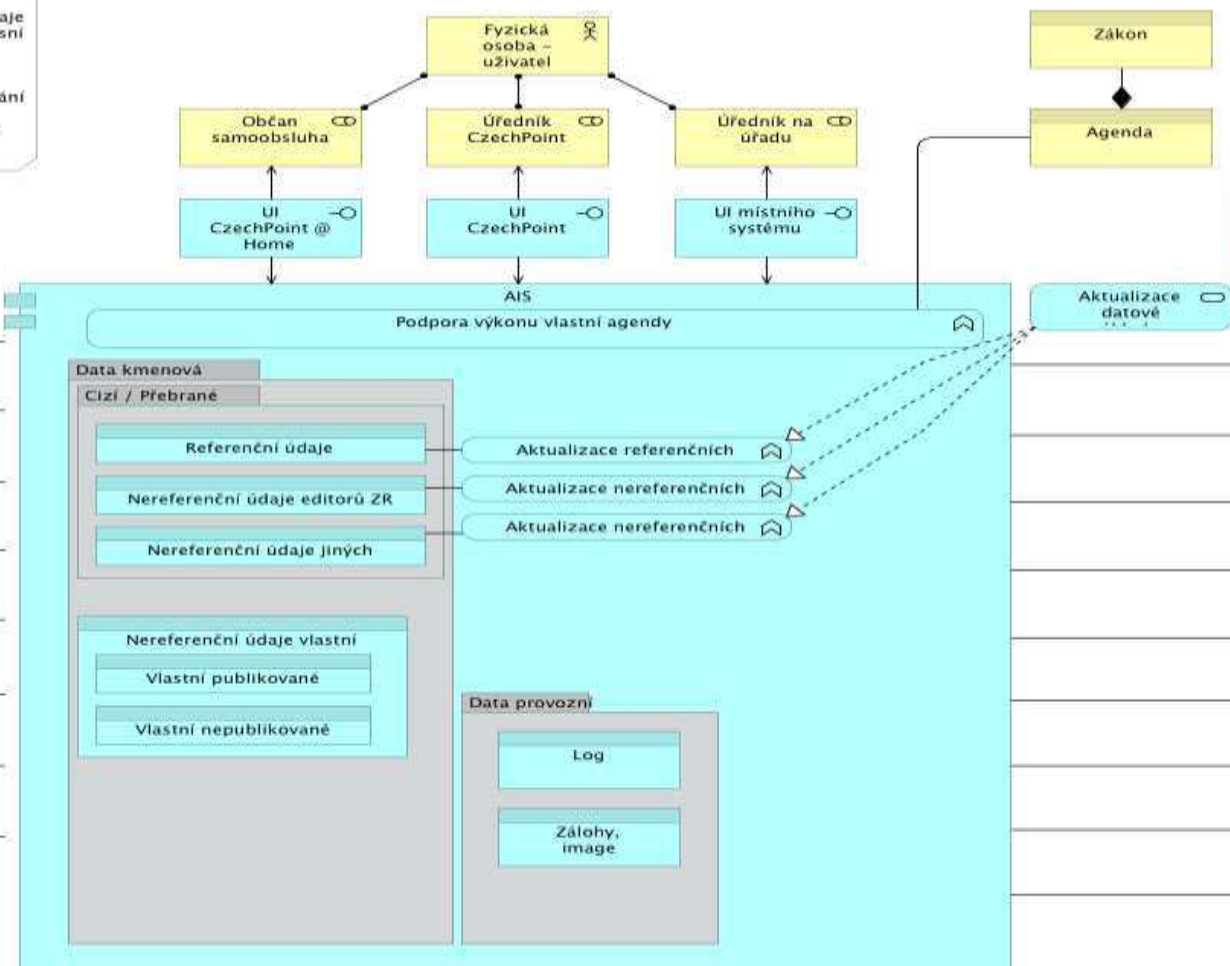 Fyzická
osoba –
uživatel
Zákon
Občan
samoobsluha
Úředník
CzechPoint
Úředník na
úřadu
Agenda
UI
CzechPoint @
Home
UI
CzechPoint
UI místního
systému
AIS
Podpora výkonu vlastní agendy
Aktualizace
datové
Data kmenová
Cizí / Přebrané
Referenční údaje
Aktualizace referenčních
Nereferenční údaje editorů ZR
Aktualizace nereferenčních
Nereferenční údaje jiných
Aktualizace nereferenčních
Nereferenční údaje vlastní
Vlastní publikované
Vlastní nepublikované
Data provozní
Log
Zálohy,
image